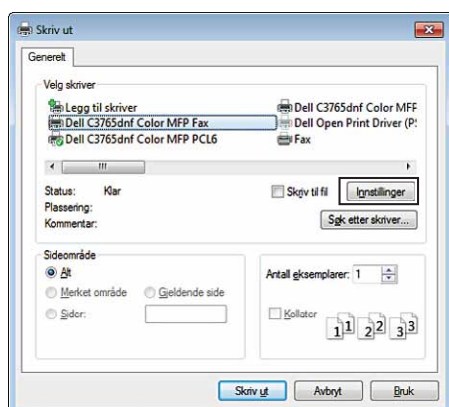 Skriv ut
Generelt
Velg skriver
Legg til skriver
Dell C3765dnf Color MFP Fax
Dell C3765dnf Color MFP PCL6
Dell C3765dnf Color MFP
Dell Open Print Driver (P
Fax
Status: Klar
Plassering:
Kommentar:
Skriv til fil
Innstillinger
Søk etter skriver...
Sideområde
Alt
Merket område
Gjeldende side
Sider:
Antall eksemplarer: 1
Kollater
1 1 2 2 3 3
Skriv ut
Avbryt
Bruk